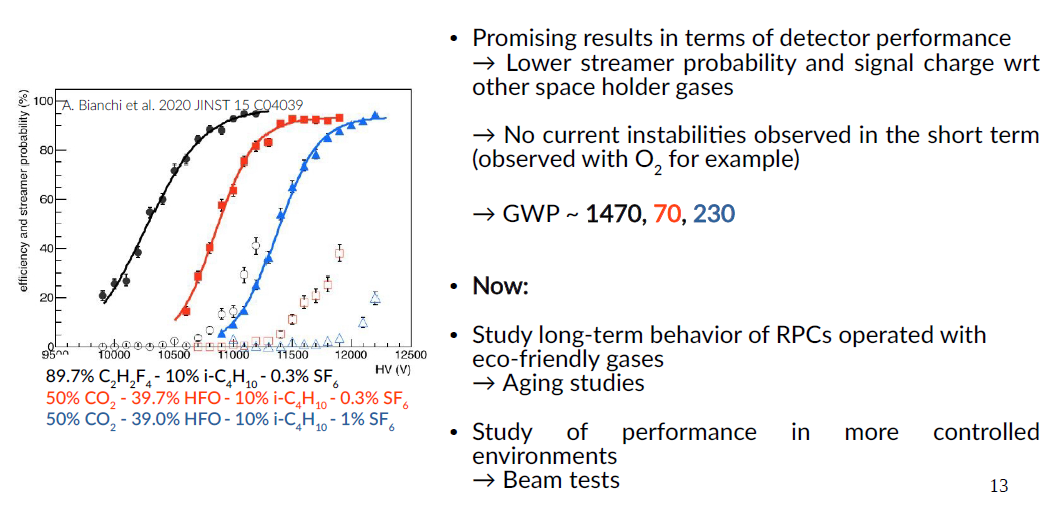 efficiency and streamer probability (%)
A. Bianchi et al. 2020 JINST 15 C04039
100
80
60
40
20
0
9500 10000 10500 11000 11500 12000 12500
HV (V)
89.7% C2H2F4 - 10% i-C4H10 - 0.3% SF6
50% CO2 - 39.7% HFO - 10% i-C4H10 - 0.3% SF6
50% CO2 - 39.0% HFO - 10% i-C4H10 - 1% SF6
• Promising results in terms of detector performance
→ Lower streamer probability and signal charge wrt
other space holder gases
→ No current instabilities observed in the short term
(observed with O2 for example)
→ GWP ~ 1470, 70, 230
• Now:
• Study long-term behavior of RPCs operated with
eco-friendly gases
→ Aging studies
• Study of performance in more controlled
environments
→ Beam tests
13